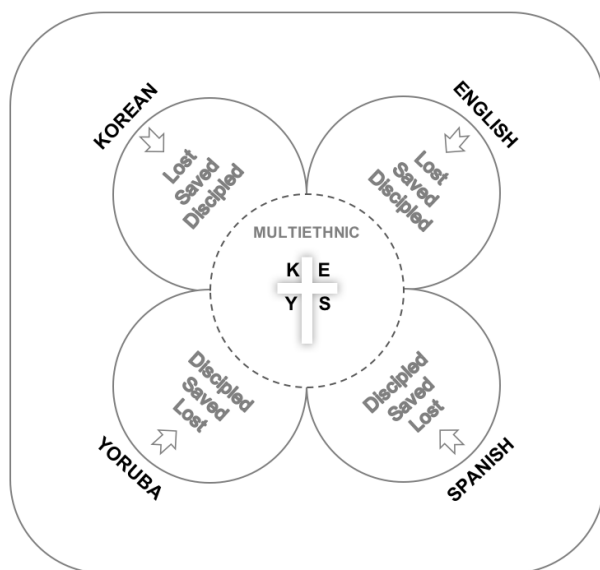 KOREAN
Lost
Saved
Discipled
ENGLISH
Lost
Saved
Discipled
MULTIETHNIC
K E
Y S
Discipled
Saved
Lost
YORUBA
Discipled
Saved
Lost
SPANISH